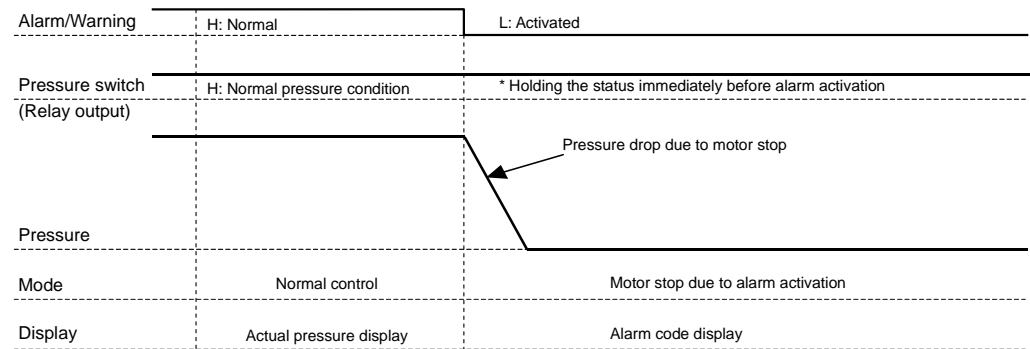 Alarm/Warning
H: Normal
L: Activated
Pressure switch
(Relay output)
H: Normal pressure condition
* Holding the status immediately before alarm activation
Pressure drop due to motor stop
Pressure
Mode
Normal control
Motor stop due to alarm activation
Display
Actual pressure display
Alarm code display